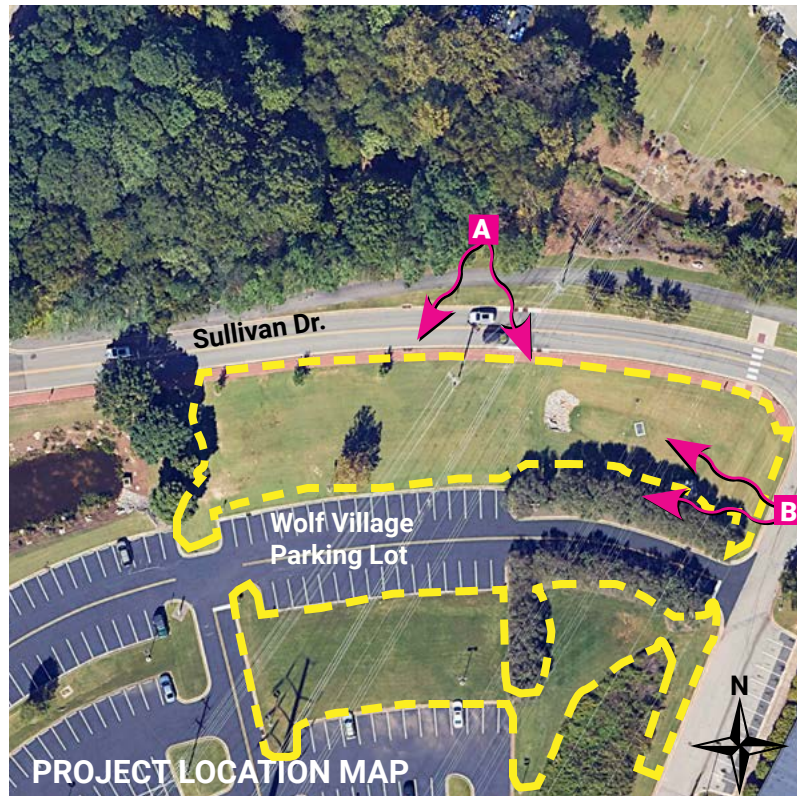 A
Sullivan Dr.
B
Wolf Village
Parking Lot
N
PROJECT LOCATION MAP